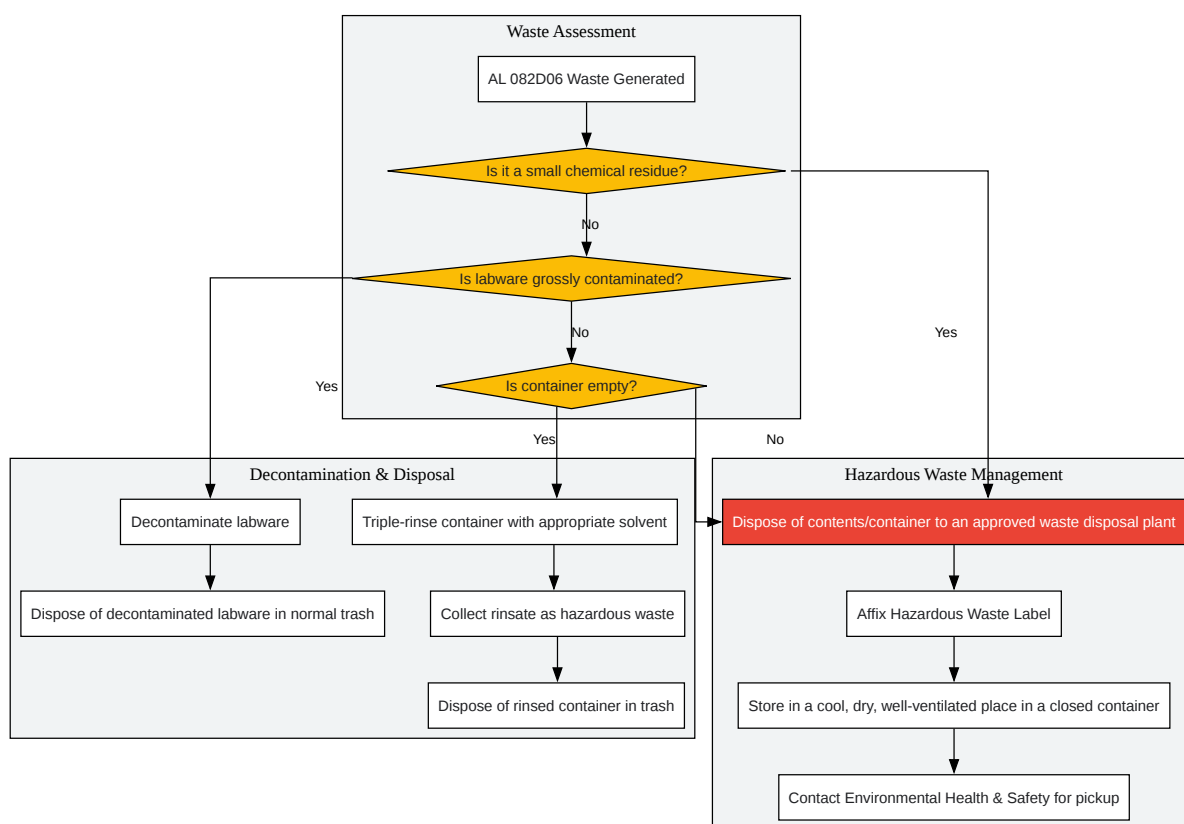 Waste Assessment
AL 082D06 Waste Generated
Is it a small chemical residue?
No
Is labware grossly contaminated?
No
Yes
Is container empty?
Yes
Yes
No
Decontamination & Disposal
Decontaminate labware
Triple-rinse container with appropriate solvent
Dispose of decontaminated labware in normal trash
Collect rinsate as hazardous waste
Dispose of rinsed container in trash
Hazardous Waste Management
Dispose of contents/container to an approved waste disposal plant
Affix Hazardous Waste Label
Store in a cool, dry, well-ventilated place in a closed container
Contact Environmental Health & Safety for pickup